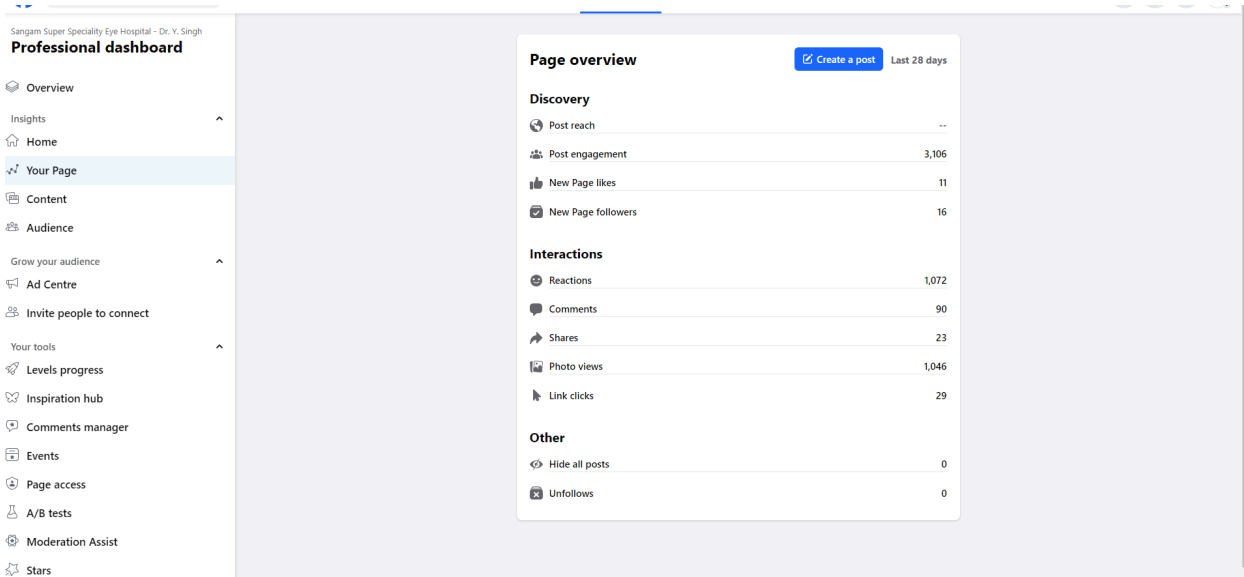 Sangam Super Speciality Eye Hospital - Dr. Y. Singh
Professional dashboard
Overview
Insights
Home
Your Page
Content
Audience
Grow your audience
Ad Centre
Invite people to connect
Your tools
Levels progress
Inspiration hub
Comments manager
Events
Page access
A/B tests
Moderation Assist
Stars
Page overview
Create a post Last 28 days
Discovery
Post reach --
Post engagement 3,106
New Page likes 11
New Page followers 16
Interactions
Reactions 1,072
Comments 90
Shares 23
Photo views 1,046
Link clicks 29
Other
Hide all posts 0
Unfollows 0